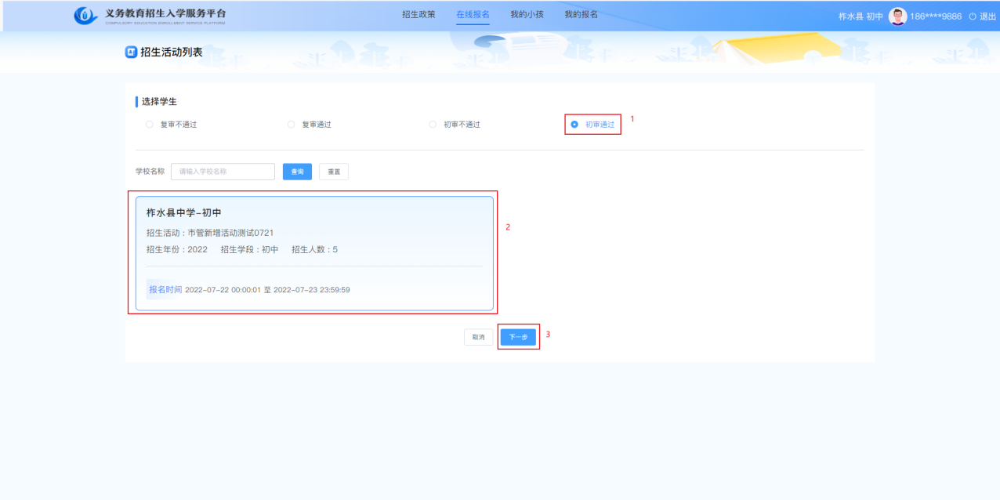 义务教育招生入学服务平台
COMPULSORY EDUCATION ENROLLMENT SERVICE PLATFORM
招生政策 在线报名 我的小孩 我的报名
柞水县 初中 186****9886 退出
招生活动列表
选择学生
复审不通过 复审通过 初审不通过 初审通过 1
学校名称 请输入学校名称 查询 重置
柞水县中学-初中
招生活动：市管新增活动测试0721
2
招生年份：2022 招生学段：初中 招生人数：5
报名时间 2022-07-22 00:00:01 至 2022-07-23 23:59:59
取消 下一步 3